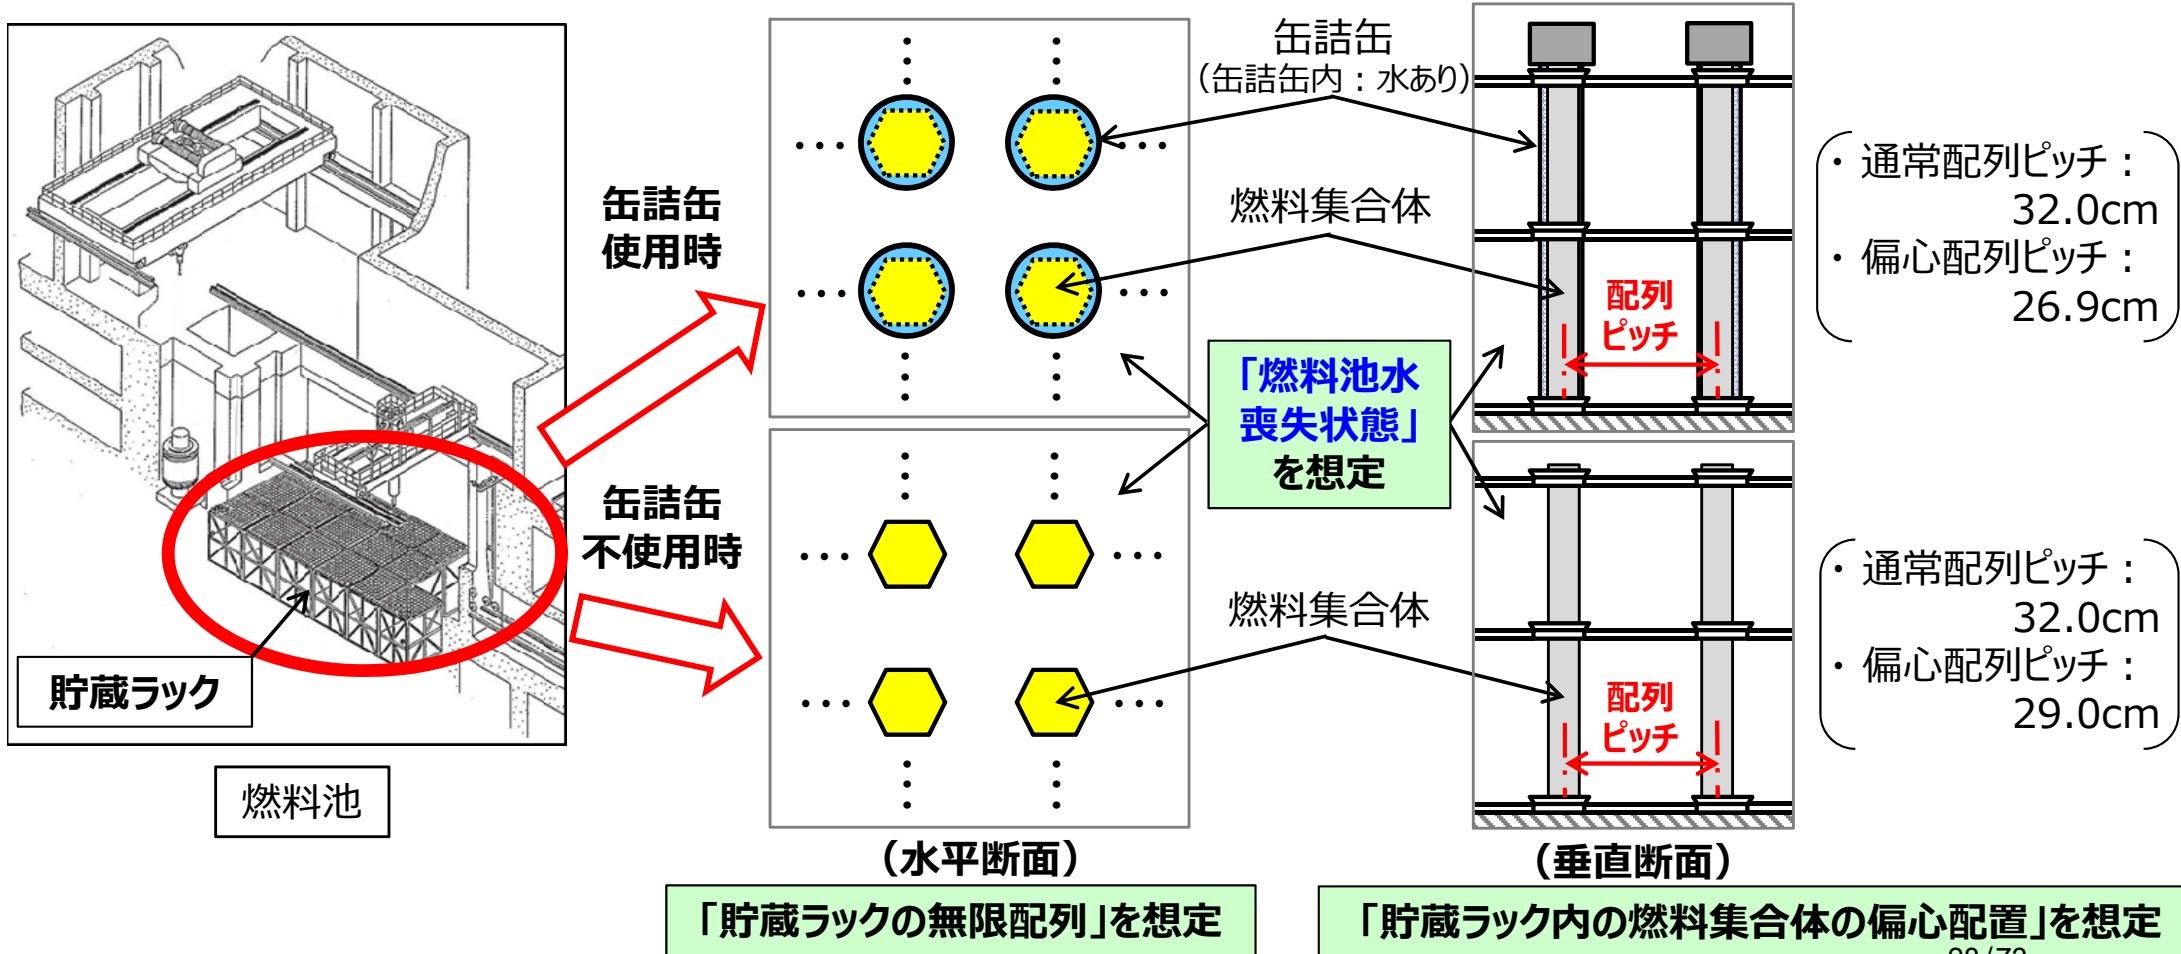 貯蔵ラック
燃料池
缶詰缶
使用時
缶詰缶
不使用時
缶詰缶
（缶詰缶内：水あり）
燃料集合体
「燃料池水
喪失状態」
を想定
燃料集合体
配列
ピッチ
配列
ピッチ
・通常配列ピッチ：
32.0cm
・偏心配列ピッチ：
26.9cm
・通常配列ピッチ：
32.0cm
・偏心配列ピッチ：
29.0cm
（水平断面）
「貯蔵ラックの無限配列」を想定
（垂直断面）
「貯蔵ラック内の燃料集合体の偏心配置」を想定